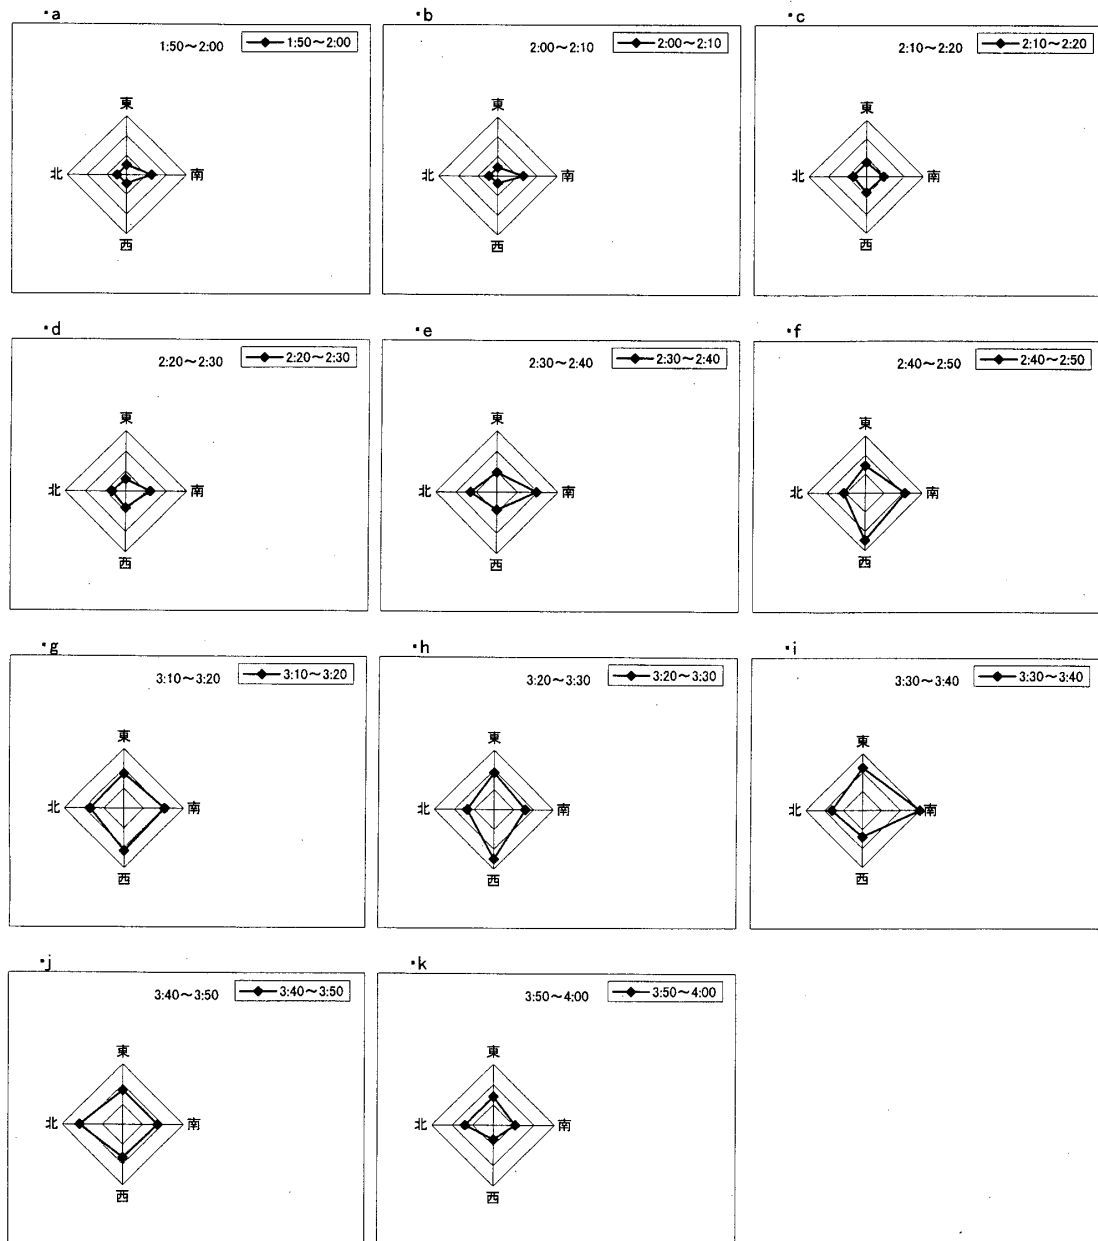 a
1:50～2:00
1:50～2:00
東
北
南
西
b
2:00～2:10
2:00～2:10
東
北
南
西
c
2:10～2:20
2:10～2:20
東
北
南
西
d
2:20～2:30
2:20～2:30
東
北
南
西
e
2:30～2:40
2:30～2:40
東
北
南
西
f
2:40～2:50
2:40～2:50
東
北
南
西
g
3:10～3:20
3:10～3:20
東
北
南
西
h
3:20～3:30
3:20～3:30
東
北
南
西
i
3:30～3:40
3:30～3:40
東
北
南
西
j
3:40～3:50
3:40～3:50
東
北
南
西
k
3:50～4:00
3:50～4:00
東
北
南
西